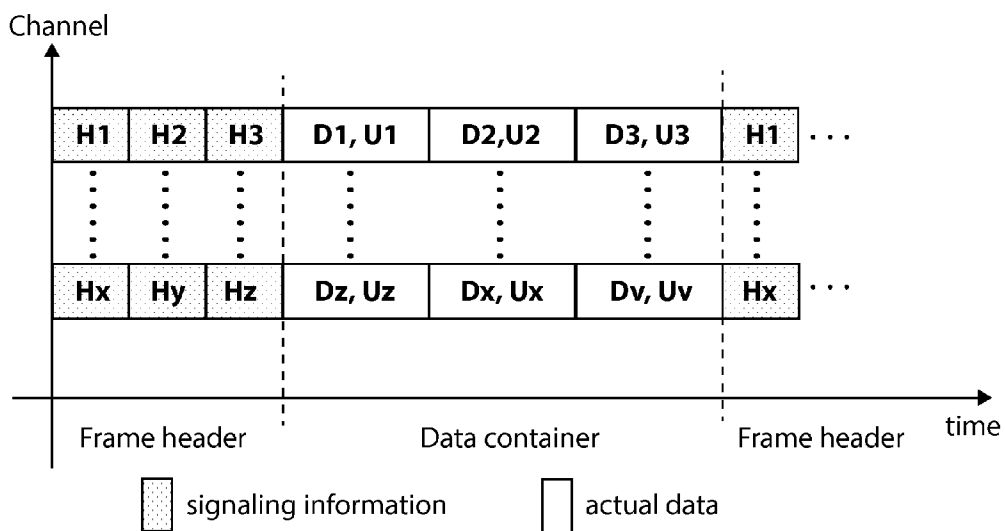 Channel
H1 H2 H3 D1, U1 D2,U2 D3, U3 H1 ...
Hx Hy Hz Dz, Uz Dx, Ux Dv, Uv Hx ...
time
Frame header Data container Frame header
signaling information actual data